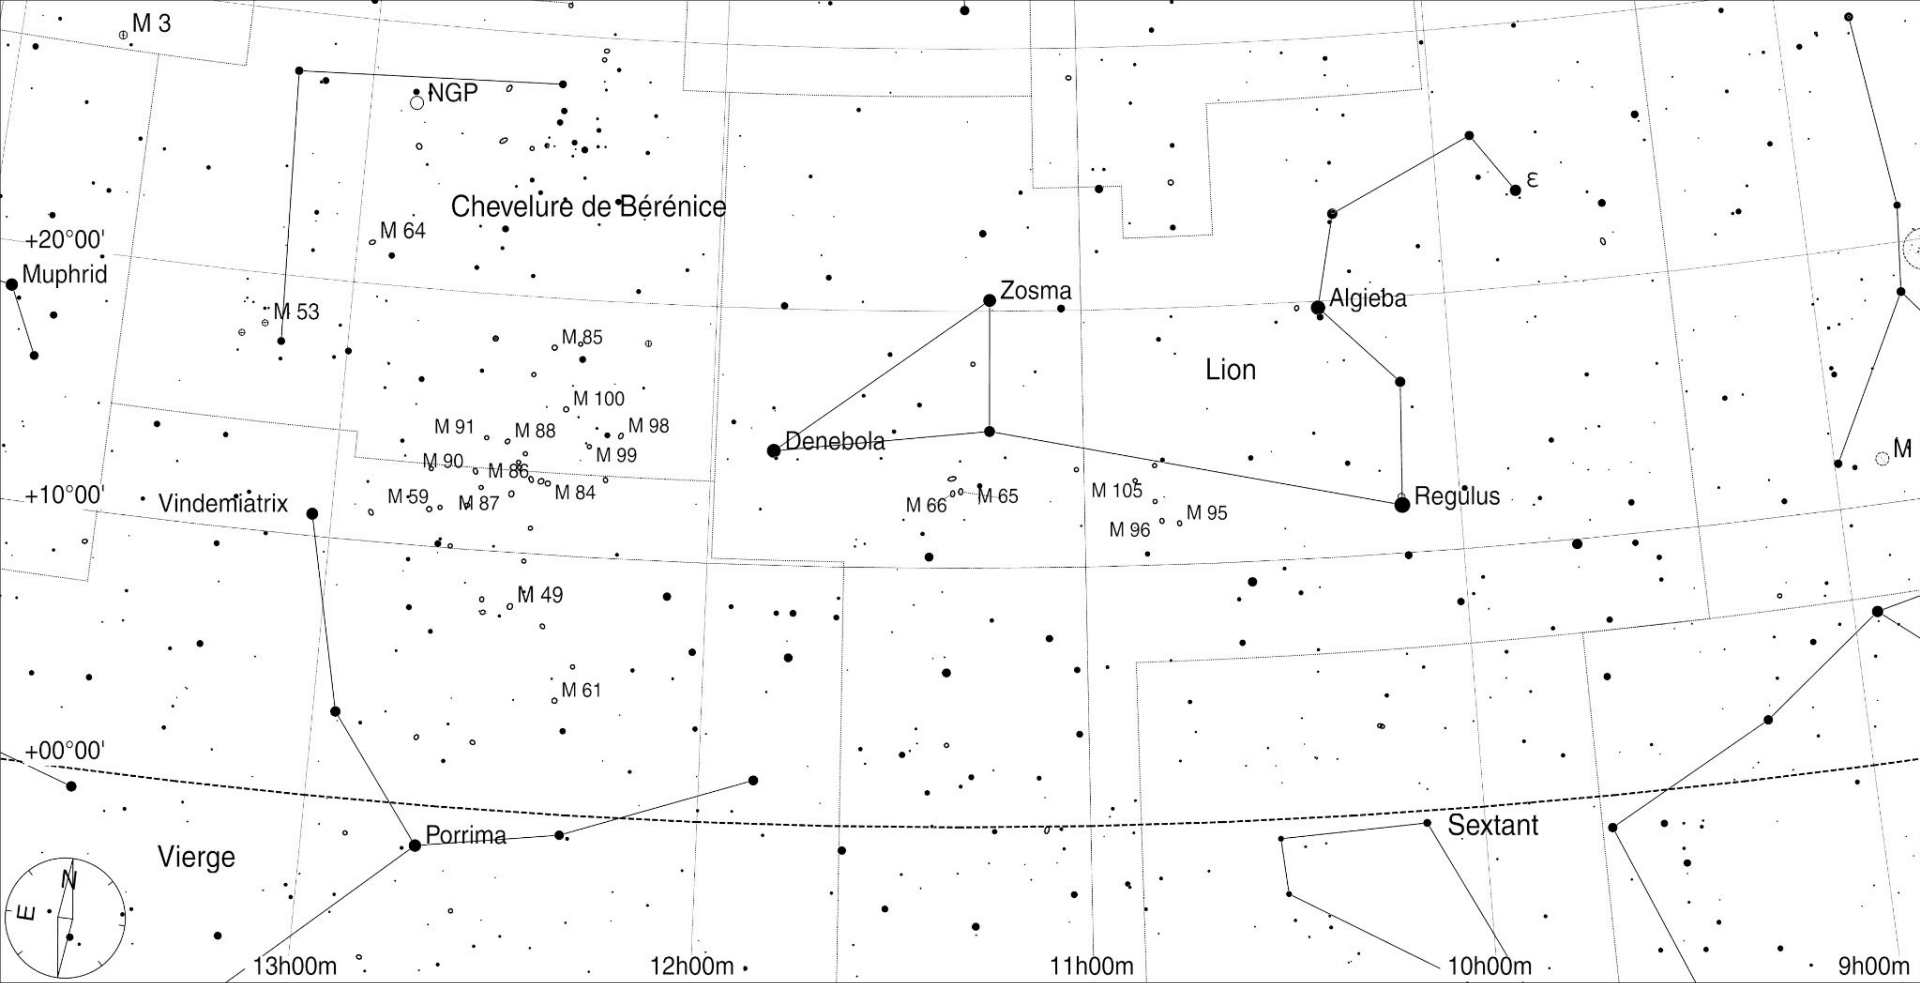 M 3
NGP
Chevelure de Bérénice
ε
M 64
+20°00'
Muphrid
Zosma
Algieba
M 53
M 85
Lion
M 100
M 91
M 88
M 98
Denebola
M 99
M
M 90
M 86
M 84
M 105
+10°00'
Vindemiatrix
M 59
M 87
M 66
M 65
Regulus
M 95
M 96
M 49
M 61
+00°00'
Porrima
Sextant
Vierge
N
E
13h00m
12h00m
11h00m
10h00m
9h00m